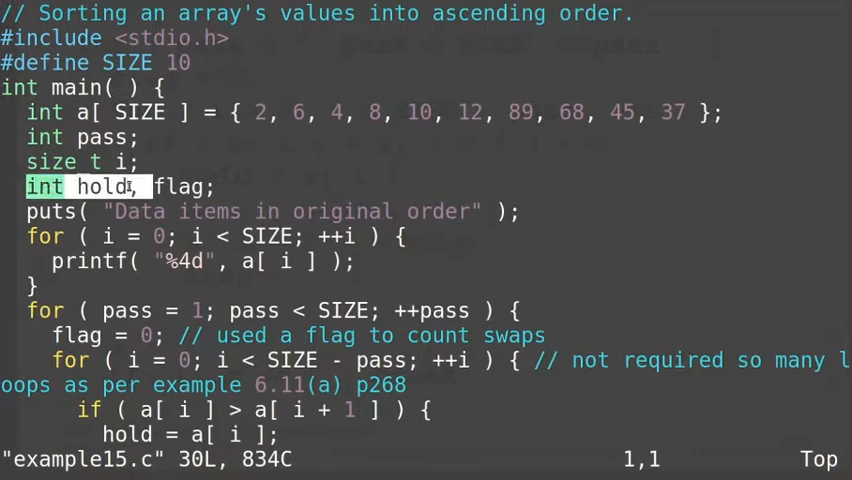 // Sorting an array's values into ascending order.
#include <stdio.h>
#define SIZE 10
int main( ) {
  int a[ SIZE ] = { 2, 6, 4, 8, 10, 12, 89, 68, 45, 37 };
  int pass;
  size_t i;
  int hold, flag;
  puts( "Data items in original order" );
  for ( i = 0; i < SIZE; ++i ) {
    printf( "%4d", a[ i ] );
  }
  for ( pass = 1; pass < SIZE; ++pass ) {
    flag = 0; // used a flag to count swaps
    for ( i = 0; i < SIZE - pass; ++i ) { // not required so many l
oops as per example 6.11(a) p268
      if ( a[ i ] > a[ i + 1 ] ) {
        hold = a[ i ];
"example15.c" 30L, 834C 1,1 Top